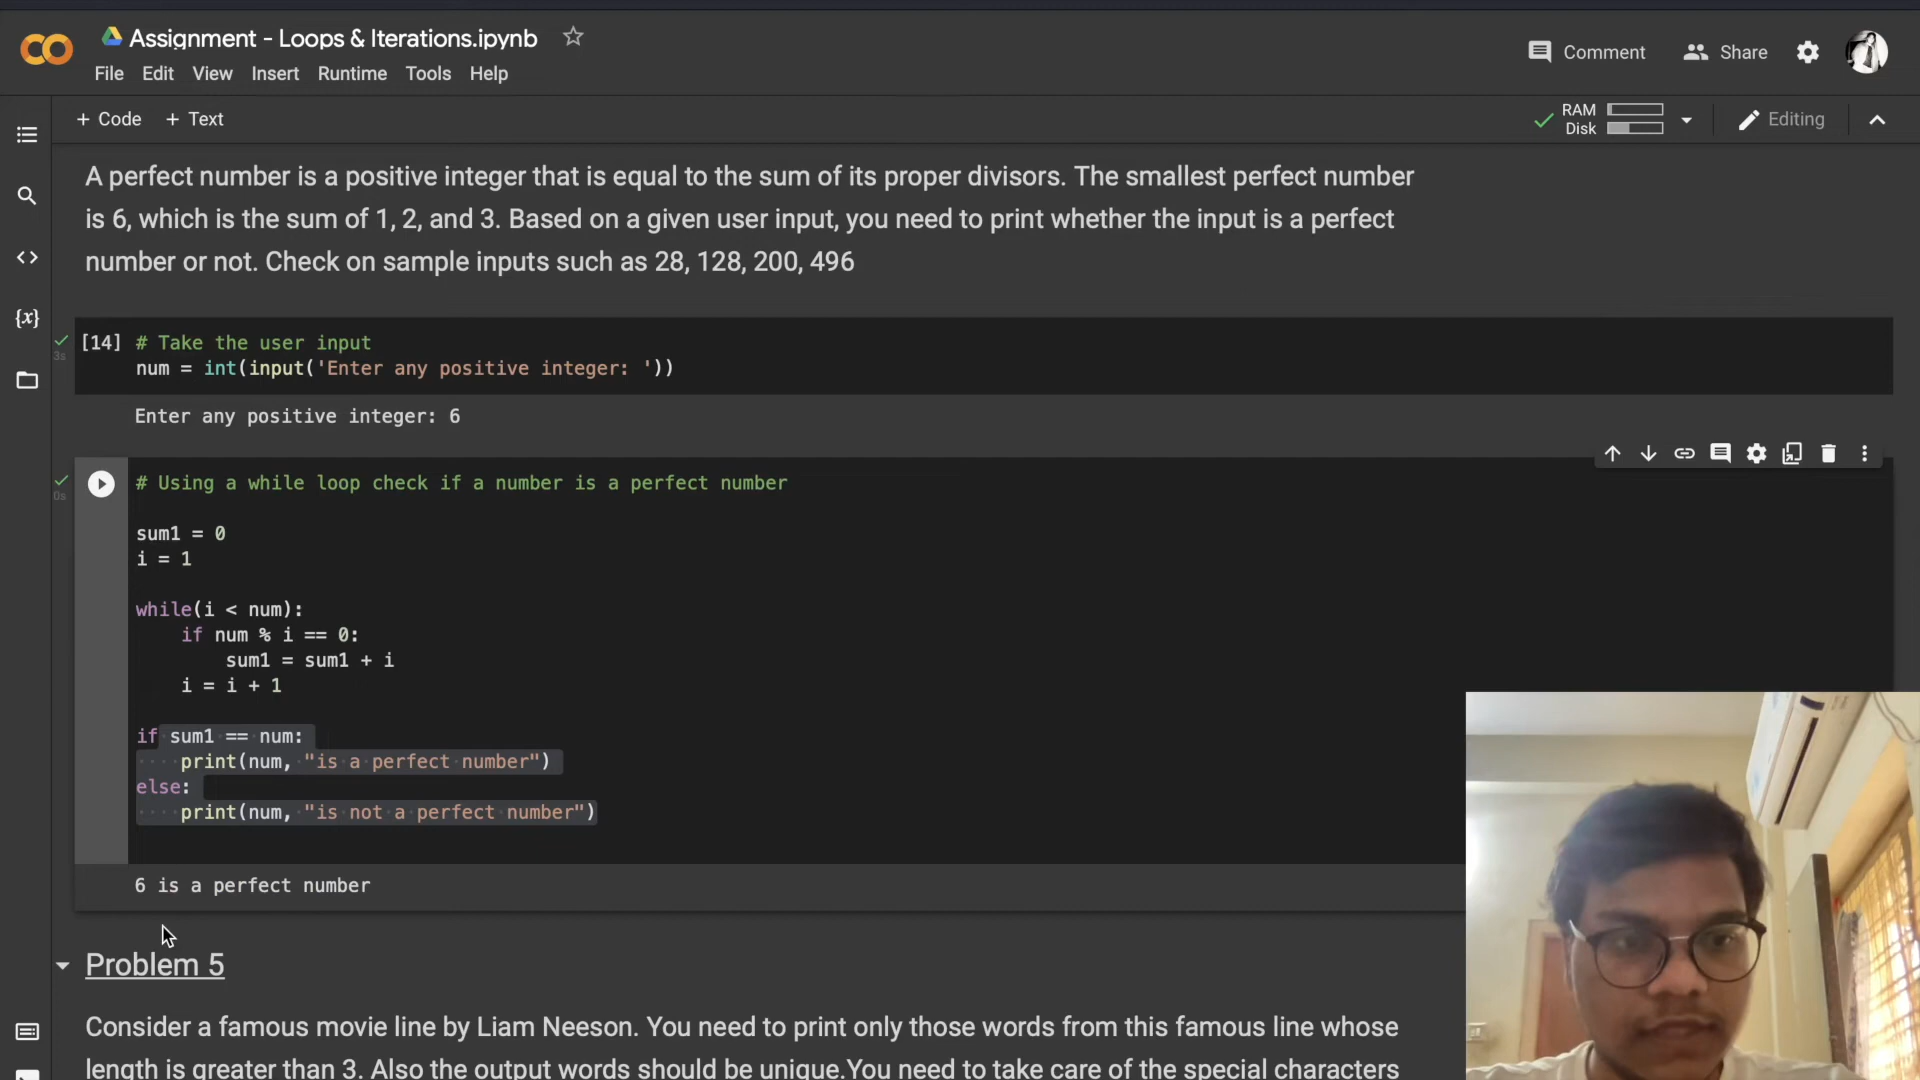 Assignment - Loops & Iterations.ipynb
Comment
Share
File Edit View Insert Runtime Tools Help
+ Code + Text
RAM
Disk
Editing
A perfect number is a positive integer that is equal to the sum of its proper divisors. The smallest perfect number
is 6, which is the sum of 1, 2, and 3. Based on a given user input, you need to print whether the input is a perfect
number or not. Check on sample inputs such as 28, 128, 200, 496
[14] # Take the user input
3s
num = int(input('Enter any positive integer: '))
Enter any positive integer: 6
# Using a while loop check if a number is a perfect number
0s
sum1 = 0
i = 1
while(i < num):
if num % i == 0:
sum1 = sum1 + i
i = i + 1
if sum1 == num:
print(num, "is a perfect number")
else:
print(num, "is not a perfect number")
6 is a perfect number
Problem 5
Consider a famous movie line by Liam Neeson. You need to print only those words from this famous line whose
length is greater than 3. Also the output words should be unique.You need to take care of the special characters